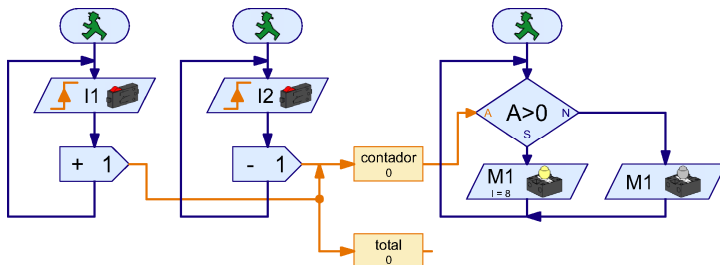 I1
+ 1
I2
- 1
contador
0
total
0
A
A>0
N
S
M1
I = 8
M1